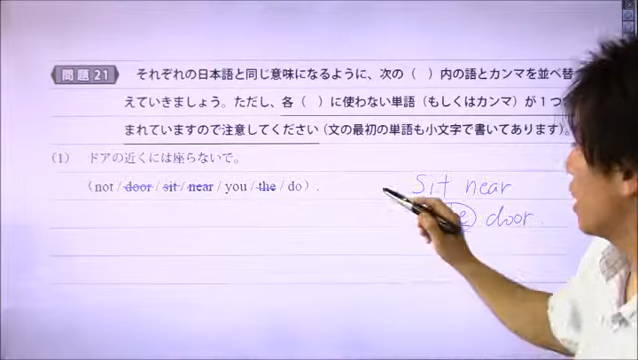 問題21 それぞれの日本語と同じ意味になるように、次の( )内の語とカンマを並べ替
えていきましょう。ただし、各( )に使わない単語(もしくはカンマ)が1つ
まれていますので注意してください(文の最初の単語も小文字で書いてあります)。
(1) ドアの近くには座らないで。
(not / door / sit / near / you / the / do).
Sit near
door.